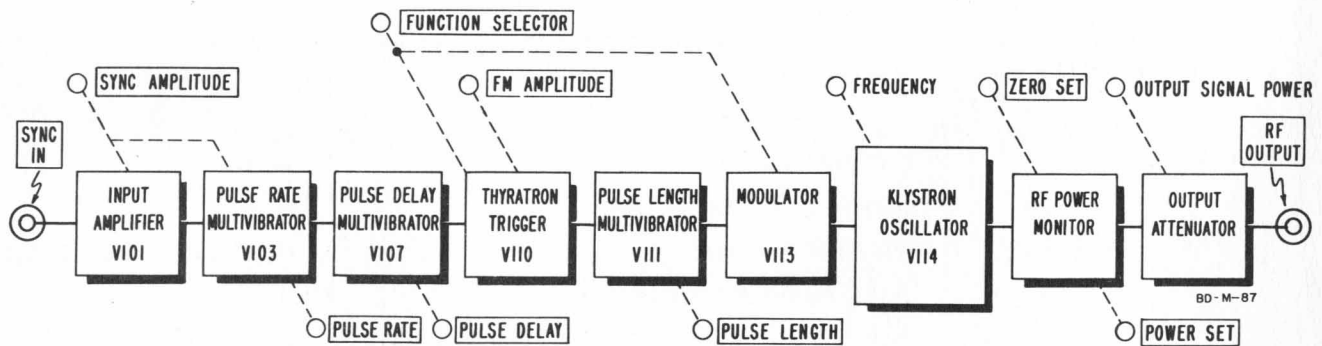 FUNCTION SELECTOR
SYNC AMPLITUDE
FM AMPLITUDE
FREQUENCY
ZERO SET
OUTPUT SIGNAL POWER
SYNC
IN
RF
OUTPUT
INPUT
AMPLIFIER
V101
PULSE RATE
MULTIVIBRATOR
V103
PULSE DELAY
MULTIVIBRATOR
V107
THYRATRON
TRIGGER
V110
PULSE LENGTH
MULTIVIBRATOR
V111
MODULATOR
V113
KLYSTRON
OSCILLATOR
V114
RF POWER
MONITOR
OUTPUT
ATTENUATOR
BD-M-87
PULSE RATE
PULSE DELAY
PULSE LENGTH
POWER SET